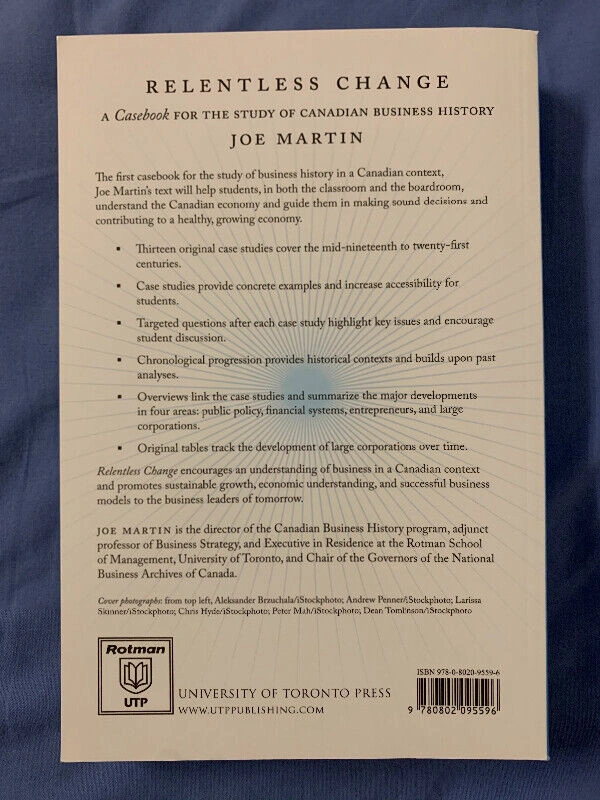 RELENTLESS CHANGE
A Casebook FOR THE STUDY OF CANADIAN BUSINESS HISTORY
JOE MARTIN
The first casebook for the study of business history in a Canadian context,
Joe Martin's text will help students, in both the classroom and the boardroom,
understand the Canadian economy and guide them in making sound decisions and
contributing to a healthy, growing economy.
▪ Thirteen original case studies cover the mid-nineteenth to twenty-first
centuries.
▪ Case studies provide concrete examples and increase accessibility for
students.
▪ Targeted questions after each case study highlight key issues and encourage
student discussion.
▪ Chronological progression provides historical contexts and builds upon past
analyses.
▪ Overviews link the case studies and summarize the major developments
in four areas: public policy, financial systems, entrepreneurs, and large
corporations.
▪ Original tables track the development of large corporations over time.
Relentless Change encourages an understanding of business in a Canadian context
and promotes sustainable growth, economic understanding, and successful business
models to the business leaders of tomorrow.
JOE MARTIN is the director of the Canadian Business History program, adjunct
professor of Business Strategy, and Executive in Residence at the Rotman School
of Management, University of Toronto, and Chair of the Governors of the National
Business Archives of Canada.
Cover photographs: from top left, Aleksander Brzuchala/iStockphoto; Andrew Penner/iStockphoto; Larissa
Skinner/iStockphoto; Chris Hyde/iStockphoto; Peter Mah/iStockphoto; Dean Tomlinson/iStockphoto
Rotman
UTP
UNIVERSITY OF TORONTO PRESS
WWW.UTPPUBLISHING.COM
ISBN 978-0-8020-9559-6
9 780802 095596